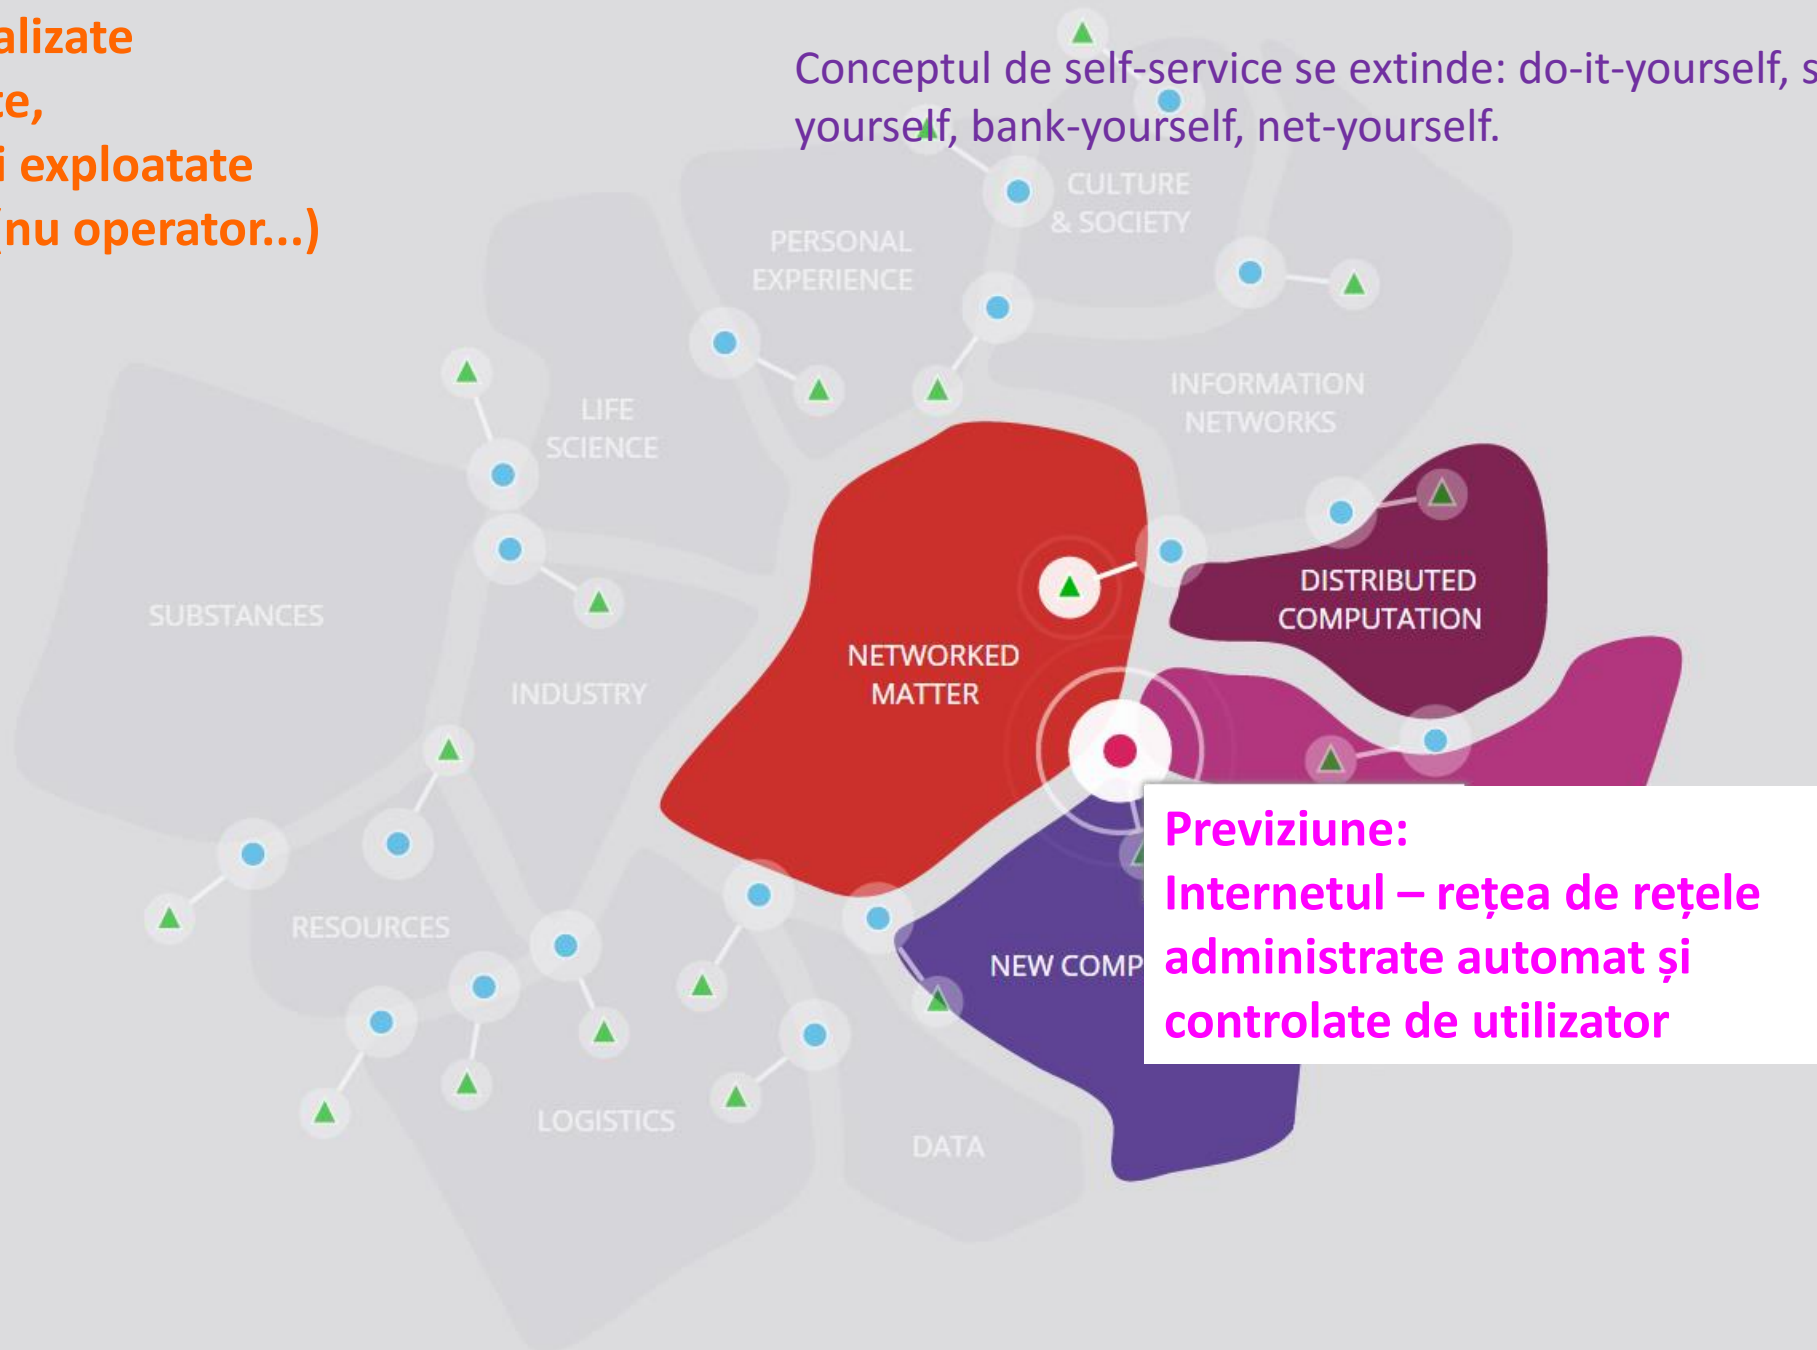 alizate
te,
i exploatate
(nu operator...)
Conceptul de self-service se extinde: do-it-yourself, s
yourself, bank-yourself, net-yourself.
CULTURE
& SOCIETY
PERSONAL
EXPERIENCE
INFORMATION
NETWORKS
LIFE
SCIENCE
DISTRIBUTED
COMPUTATION
SUBSTANCES
NETWORKED
MATTER
INDUSTRY
Previziune:
Internetul – rețea de rețele
administrate automat și
controlate de utilizator
RESOURCES
NEW COMP
LOGISTICS
DATA